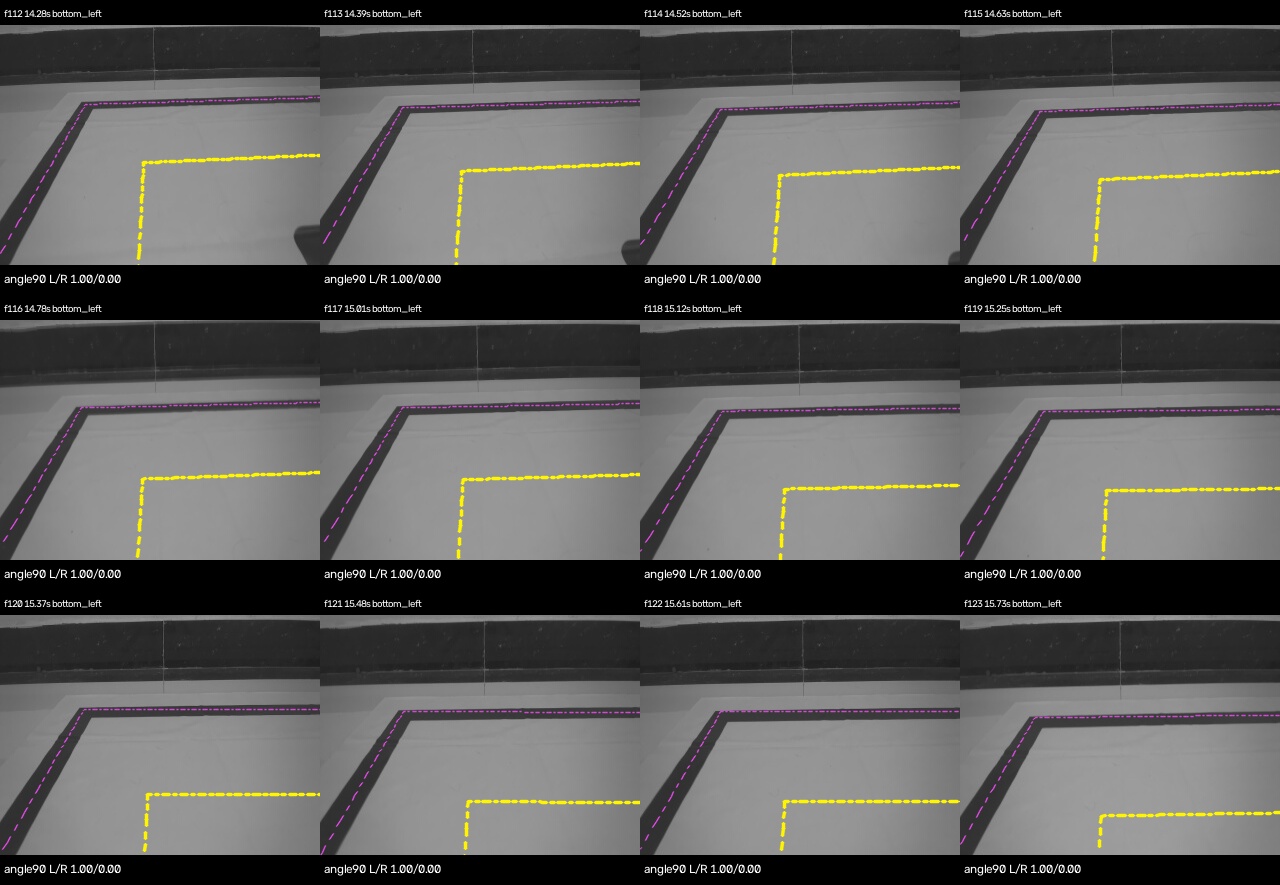 f112 14.28s bottom_left
f113 14.39s bottom_left
f114 14.52s bottom_left
f115 14.63s bottom_left
angle90 L/R 1.00/0.00
angle90 L/R 1.00/0.00
angle90 L/R 1.00/0.00
angle90 L/R 1.00/0.00
f116 14.78s bottom_left
f117 15.01s bottom_left
f118 15.12s bottom_left
f119 15.25s bottom_left
angle90 L/R 1.00/0.00
angle90 L/R 1.00/0.00
angle90 L/R 1.00/0.00
angle90 L/R 1.00/0.00
f120 15.37s bottom_left
f121 15.48s bottom_left
f122 15.61s bottom_left
f123 15.73s bottom_left
angle90 L/R 1.00/0.00
angle90 L/R 1.00/0.00
angle90 L/R 1.00/0.00
angle90 L/R 1.00/0.00